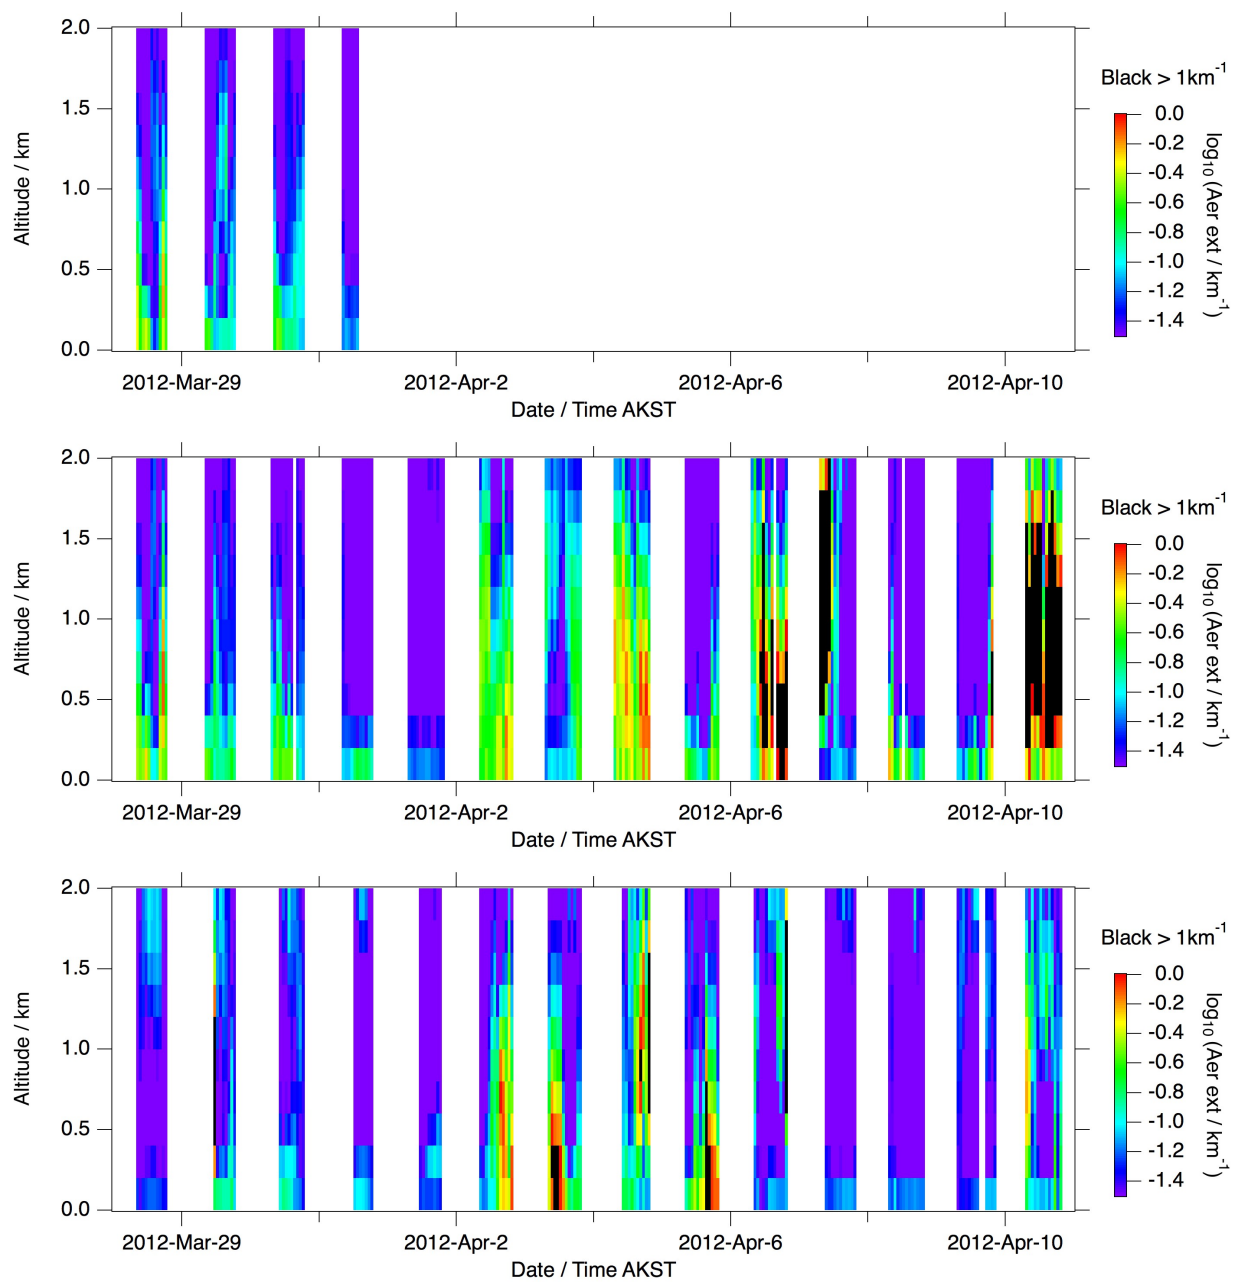 Black > 1km-1
2.0
1.5
1.0
0.5
0.0
Altitude / km
0.0
-0.2
-0.4
-0.6
-0.8
-1.0
-1.2
-1.4
log10(Aer ext / km-1)
2012-Mar-29
2012-Apr-2
2012-Apr-6
2012-Apr-10
Date / Time AKST
Black > 1km-1
2.0
1.5
1.0
0.5
0.0
Altitude / km
0.0
-0.2
-0.4
-0.6
-0.8
-1.0
-1.2
-1.4
log10(Aer ext / km-1)
2012-Mar-29
2012-Apr-2
2012-Apr-6
2012-Apr-10
Date / Time AKST
Black > 1km-1
2.0
1.5
1.0
0.5
0.0
Altitude / km
0.0
-0.2
-0.4
-0.6
-0.8
-1.0
-1.2
-1.4
log10(Aer ext / km-1)
2012-Mar-29
2012-Apr-2
2012-Apr-6
2012-Apr-10
Date / Time AKST